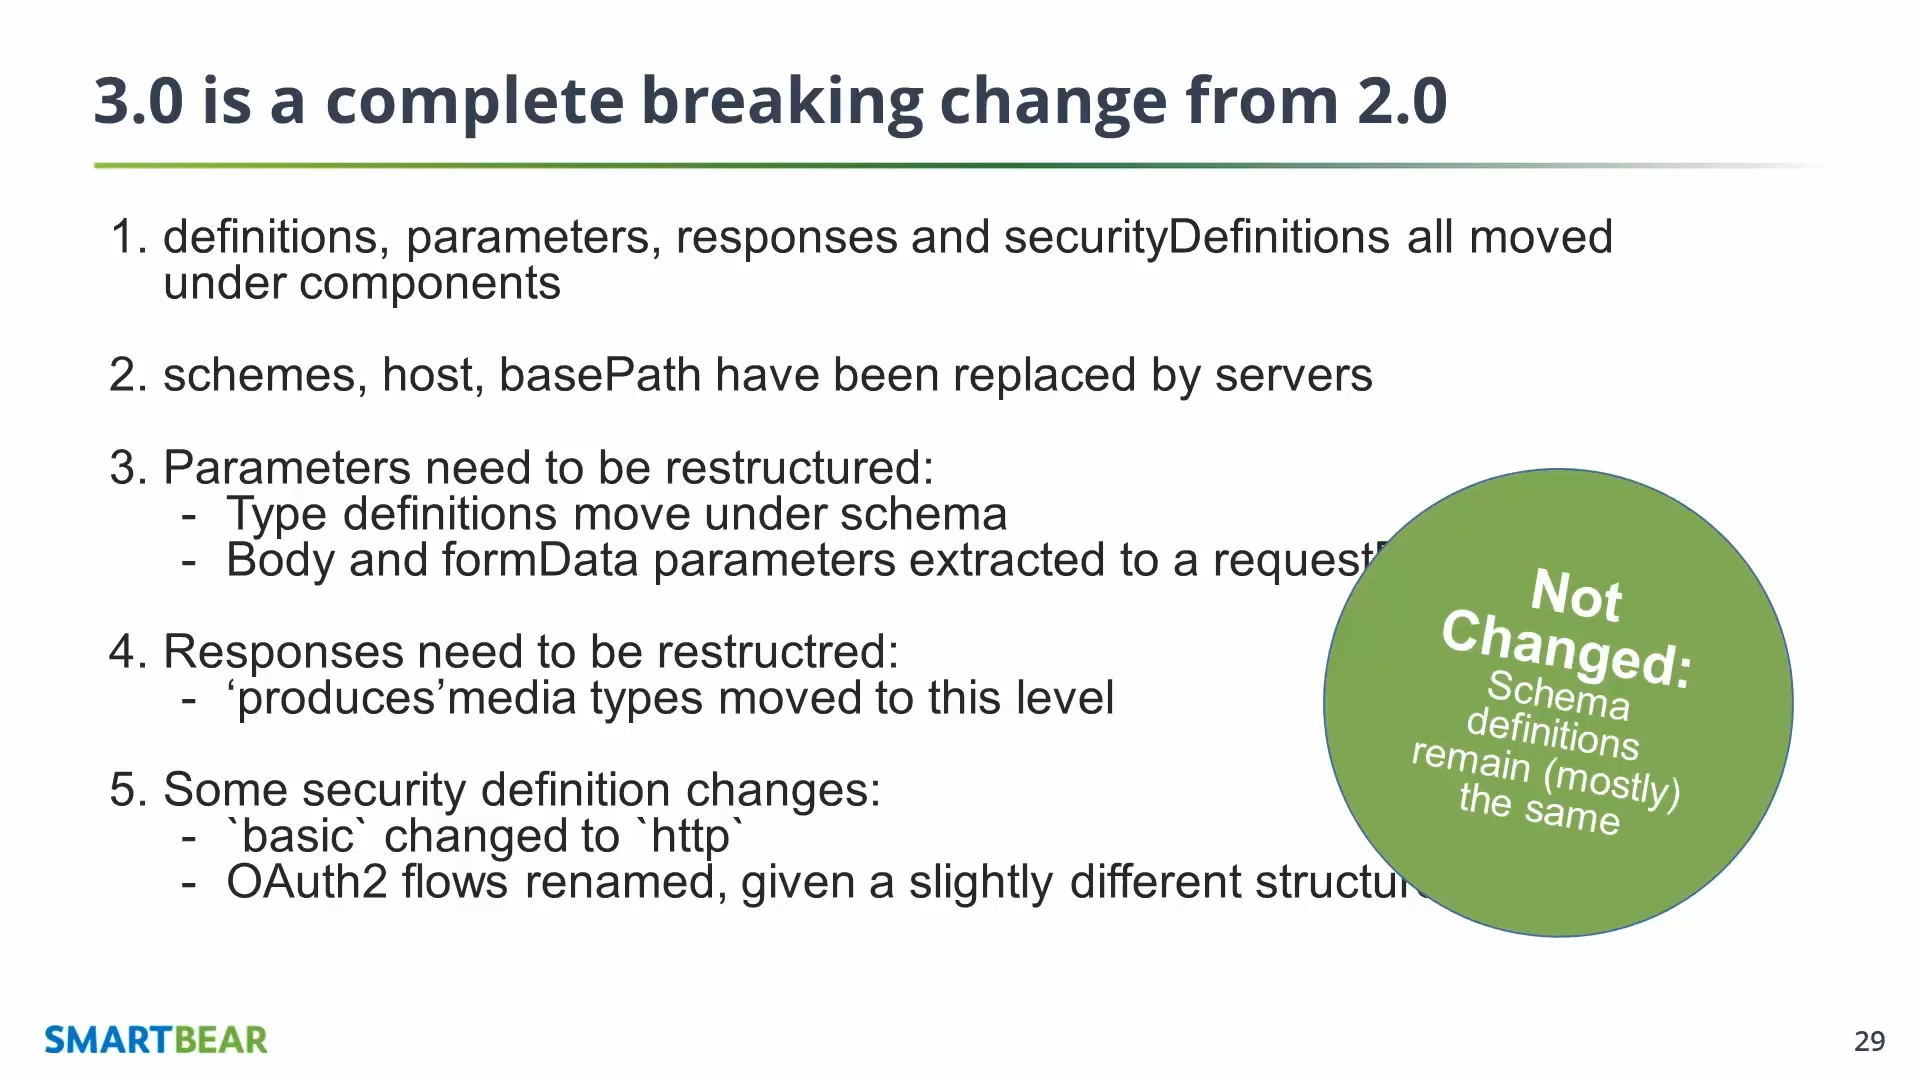 3.0 is a complete breaking change from 2.0
1. definitions, parameters, responses and securityDefinitions all moved
under components
2. schemes, host, basePath have been replaced by servers
3. Parameters need to be restructured:
- Type definitions move under schema
- Body and formData parameters extracted to a request
4. Responses need to be restructred:
- ‘produces’media types moved to this level
5. Some security definition changes:
- `basic` changed to `http`
- OAuth2 flows renamed, given a slightly different structure
Not
Changed:
Schema
definitions
remain (mostly)
the same
SMARTBEAR
29